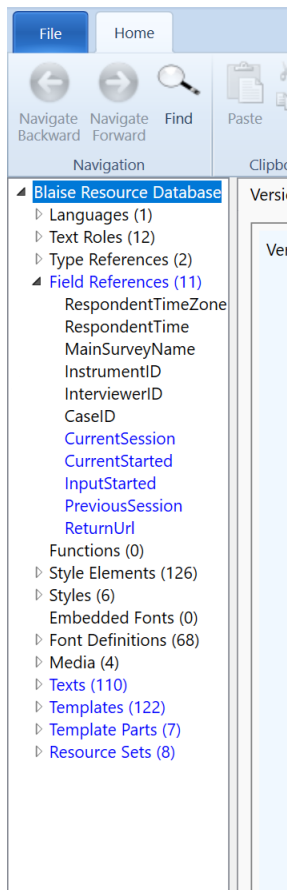 File
Home
Navigate
Backward
Navigate
Forward
Find
Paste
Navigation
Clipbo
Blaise Resource Database
Versi
Languages (1)
Text Roles (12)
Ve
Type References (2)
Field References (11)
RespondentTimeZone
RespondentTime
MainSurveyName
InstrumentID
InterviewerID
CaseID
CurrentSession
CurrentStarted
InputStarted
PreviousSession
ReturnUrl
Functions (0)
Style Elements (126)
Styles (6)
Embedded Fonts (0)
Font Definitions (68)
Media (4)
Texts (110)
Templates (122)
Template Parts (7)
Resource Sets (8)